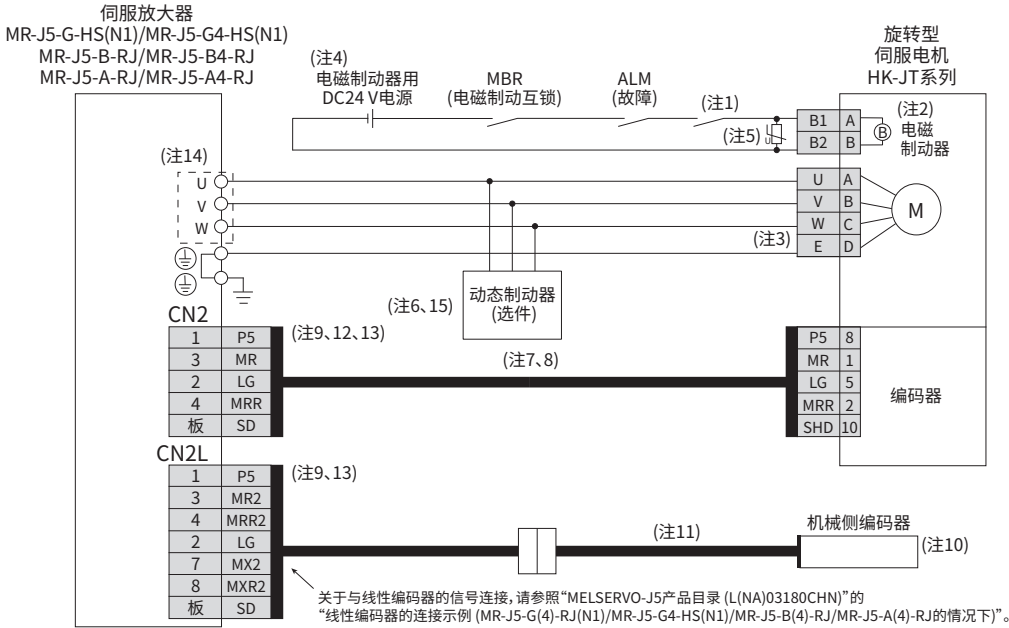 伺服放大器
MR-J5-G-HS(N1)/MR-J5-G4-HS(N1)
MR-J5-B-RJ/MR-J5-B4-RJ
MR-J5-A-RJ/MR-J5-A4-RJ
旋转型
伺服电机
HK-JT系列
(注4)
电磁制动器用
DC24 V电源
MBR
(电磁制动互锁)
ALM
(故障)
(注1)
(注5)
U
B1 A
B2 B
B
(注2)
电磁
制动器
(注14)
U
V
W
U A
V B
W C
E D
(注3)
M
(注6、15)
动态制动器
(选件)
CN2
1 P5
3 MR
2 LG
4 MRR
板 SD
(注9、12、13)
(注7、8)
P5 8
MR 1
LG 5
MRR 2
SHD 10
编码器
CN2L
1 P5
3 MR2
4 MRR2
2 LG
7 MX2
8 MXR2
板 SD
(注9、13)
(注11)
机械侧编码器
(注10)
关于与线性编码器的信号连接，请参照“MELSERVO-J5产品目录 (L(NA)03180CHN)”的
“线性编码器的连接示例 (MR-J5-G(4)-RJ(N1)/MR-J5-G4-HS(N1)/MR-J5-B(4)-RJ/MR-J5-A(4)-RJ的情况下)”。